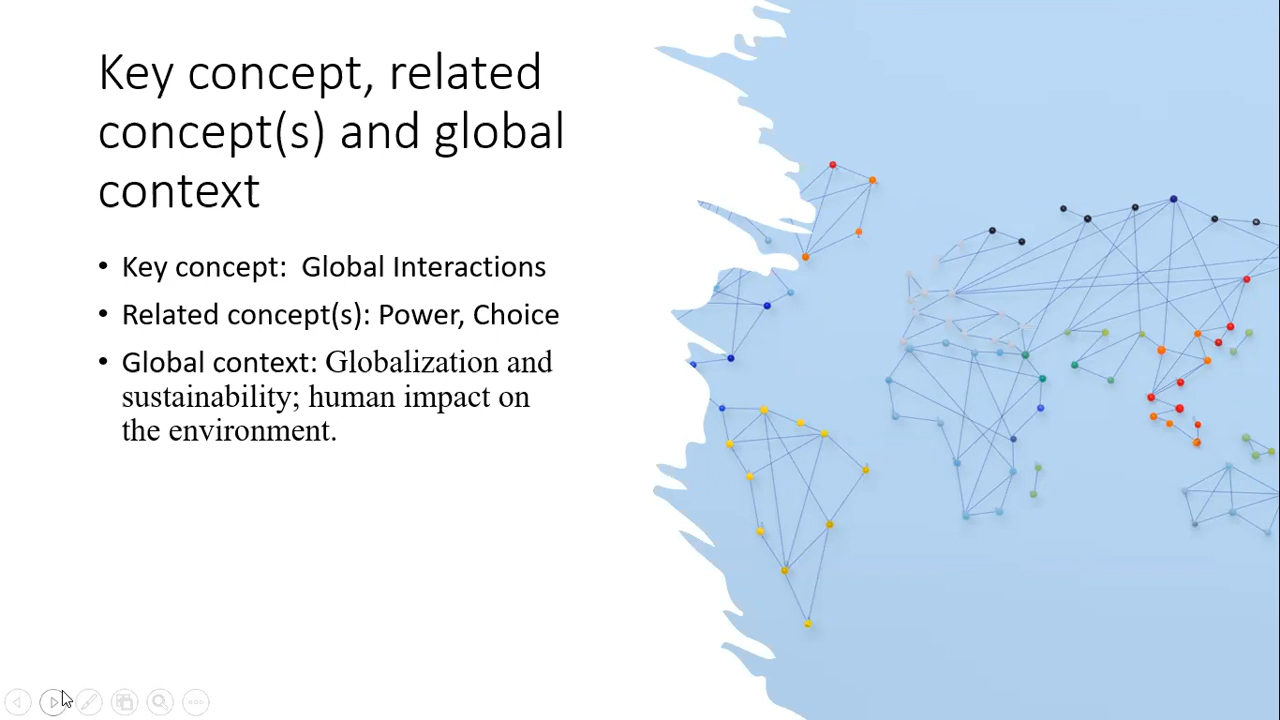 Key concept, related
concept(s) and global
context
• Key concept:  Global Interactions
• Related concept(s): Power, Choice
• Global context: Globalization and
sustainability; human impact on
the environment.